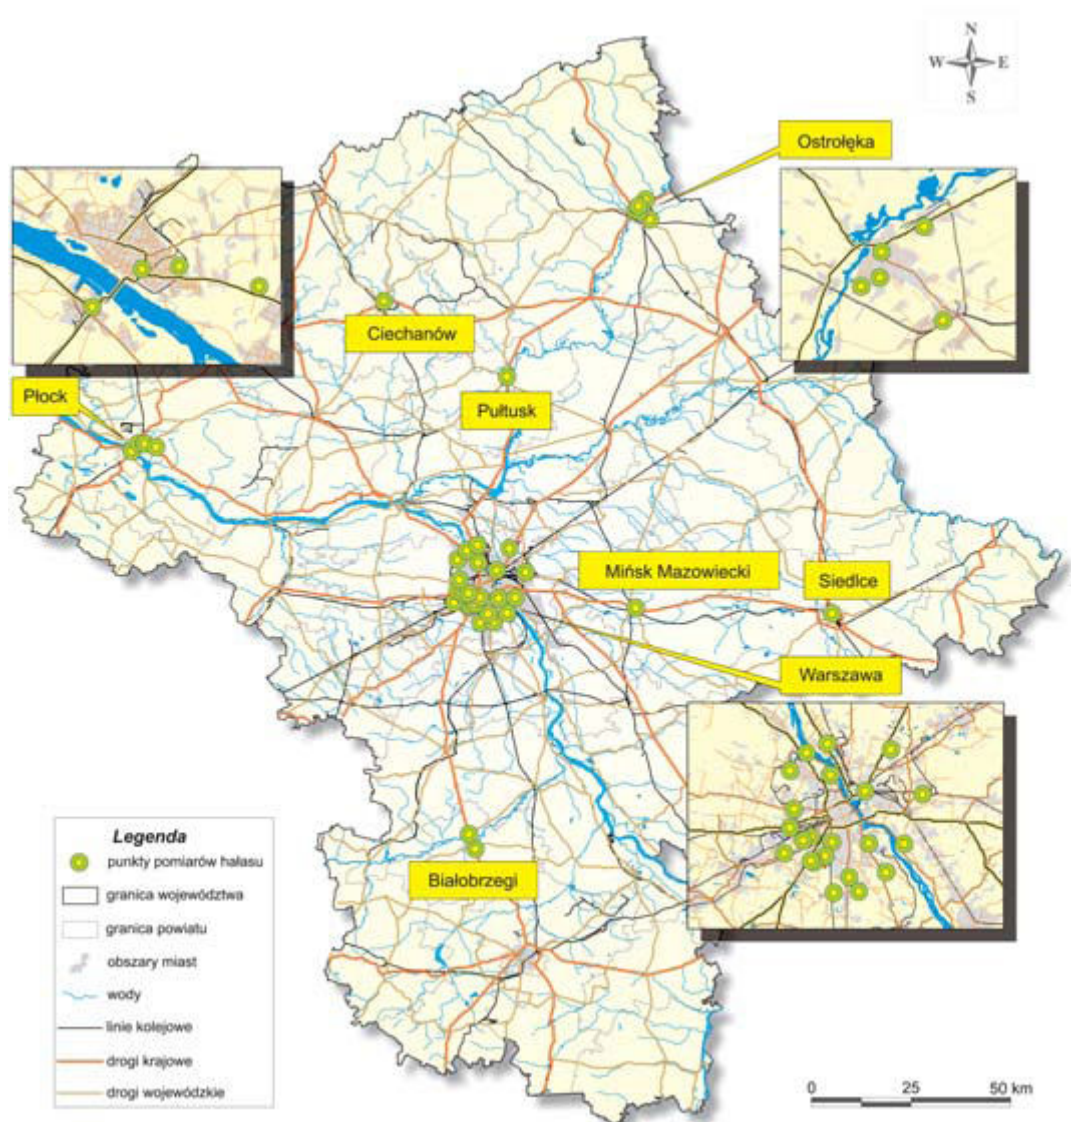 N
W E
S
Ostrołęka
Ciechanów
Płock
Pułtusk
Mińsk Mazowiecki
Siedlce
Warszawa
Białobrzegi
Legenda
punkty pomiarów hałasu
granica województwa
granica powiatu
obszary miast
wody
linie kolejowe
drogi krajowe
drogi wojewódzkie
0 25 50 km